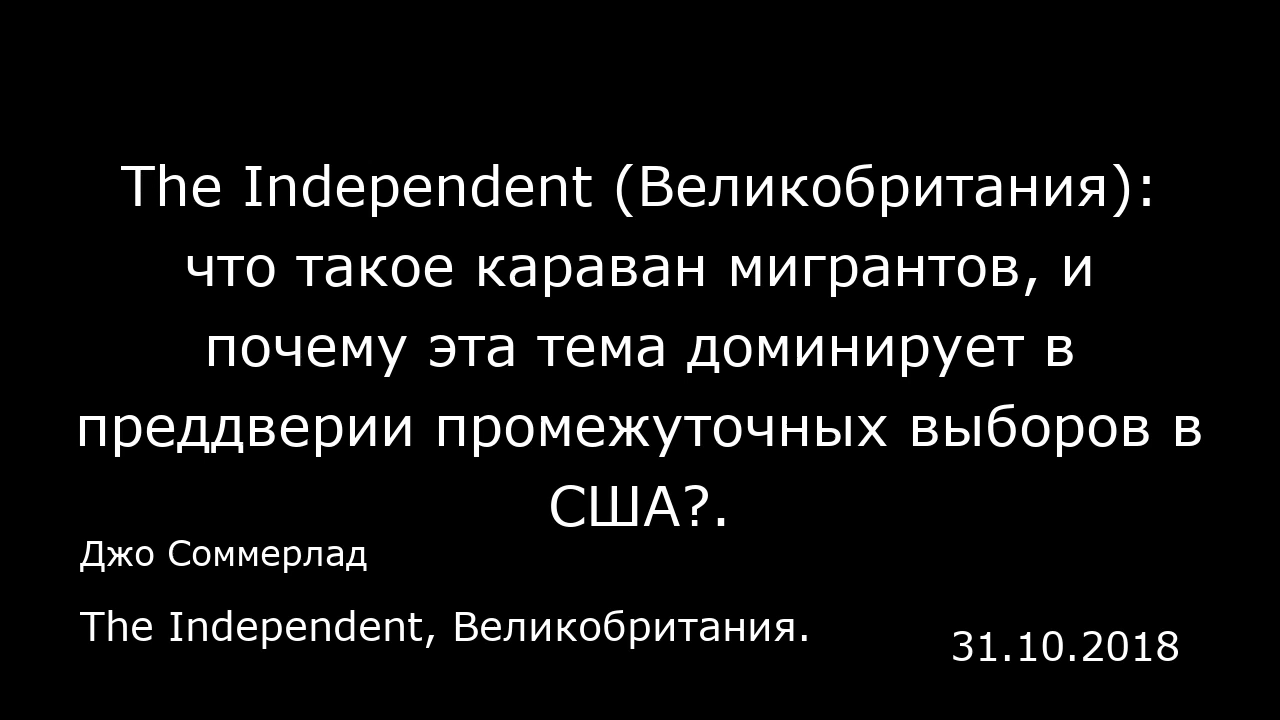 The Independent (Великобритания):
что такое караван мигрантов, и
почему эта тема доминирует в
преддверии промежуточных выборов в
США?.
Джо Соммерлад
The Independent, Великобритания.
31.10.2018